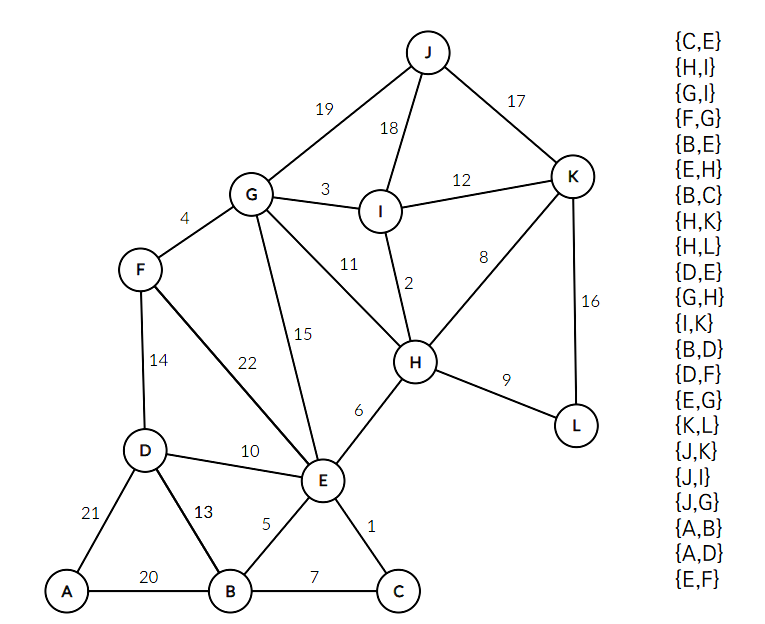 J
19
18
17
G
3
I
12
K
4
F
11
2
8
15
16
14
22
H
9
6
L
D
10
E
21
13
5
1
20
7
A
B
C
{C,E}
{H,I}
{G,I}
{F,G}
{B,E}
{E,H}
{B,C}
{H,K}
{H,L}
{D,E}
{G,H}
{I,K}
{B,D}
{D,F}
{E,G}
{K,L}
{J,K}
{J,I}
{J,G}
{A,B}
{A,D}
{E,F}